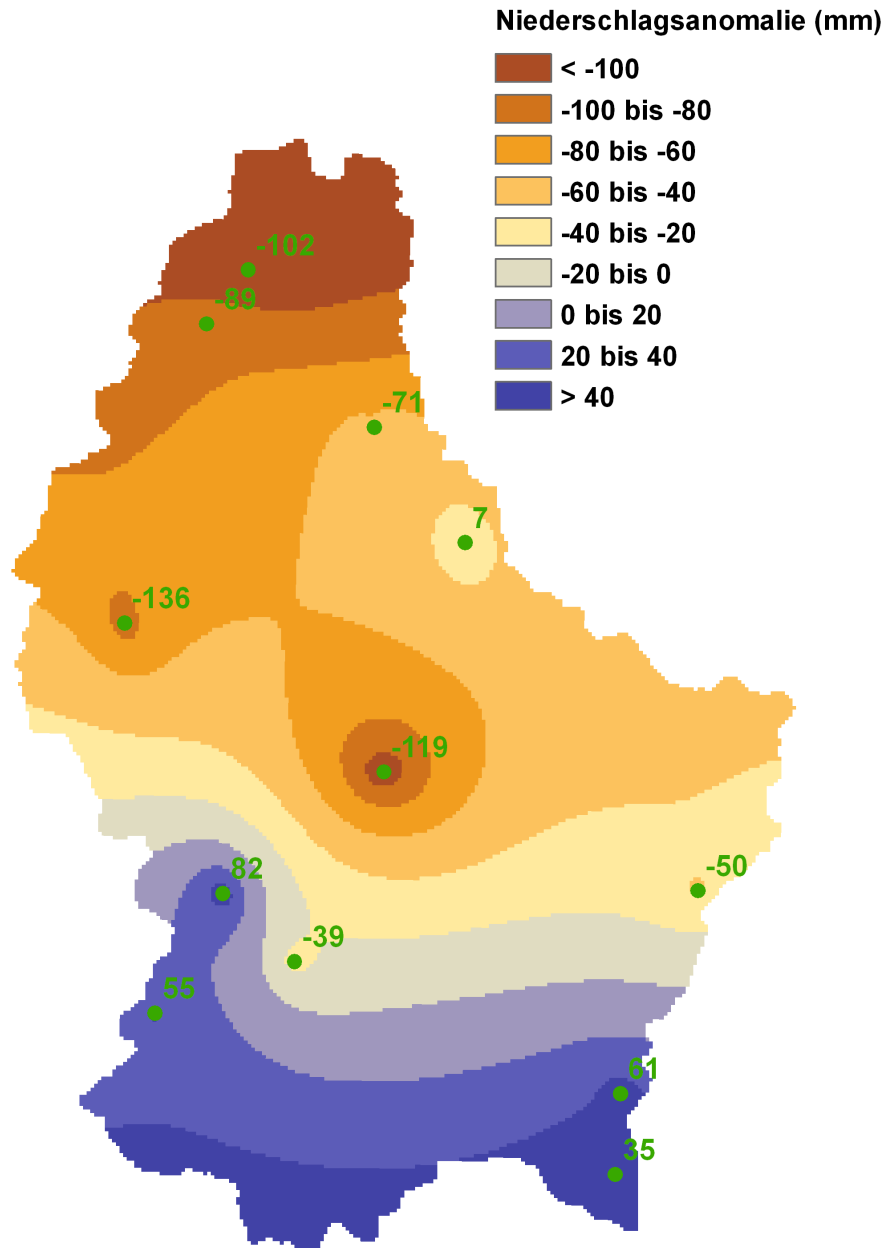 Niederschlagsanomalie (mm)
< -100
-100 bis -80
-80 bis -60
-60 bis -40
-40 bis -20
-20 bis 0
0 bis 20
20 bis 40
> 40
-102
-89
-71
7
-136
-119
82
-50
-39
55
61
35